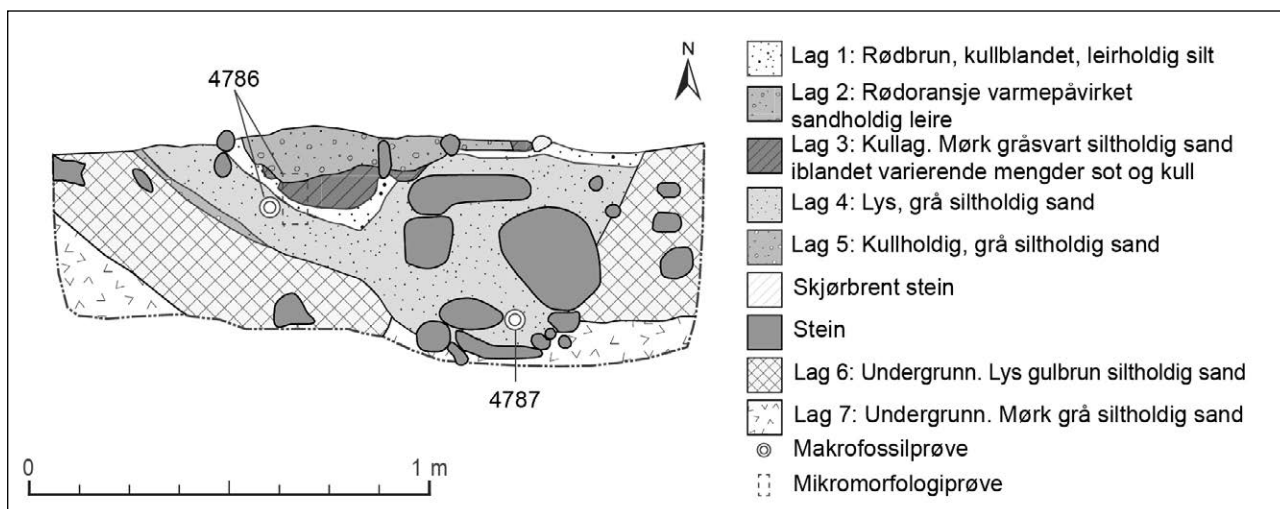 4786
N
4787
0
1 m
Lag 1: Rødbrun, kullblandet, leirholdig silt
Lag 2: Rødoransje varmepåvirket
sandholdig leire
Lag 3: Kullag. Mørk gråsvart siltholdig sand
iblandet varierende mengder sot og kull
Lag 4: Lys, grå siltholdig sand
Lag 5: Kullholdig, grå siltholdig sand
Skjørbrent stein
Stein
Lag 6: Undergrunn. Lys gulbrun siltholdig sand
Lag 7: Undergrunn. Mørk grå siltholdig sand
Makrofossilprøve
Mikromorfologiprøve